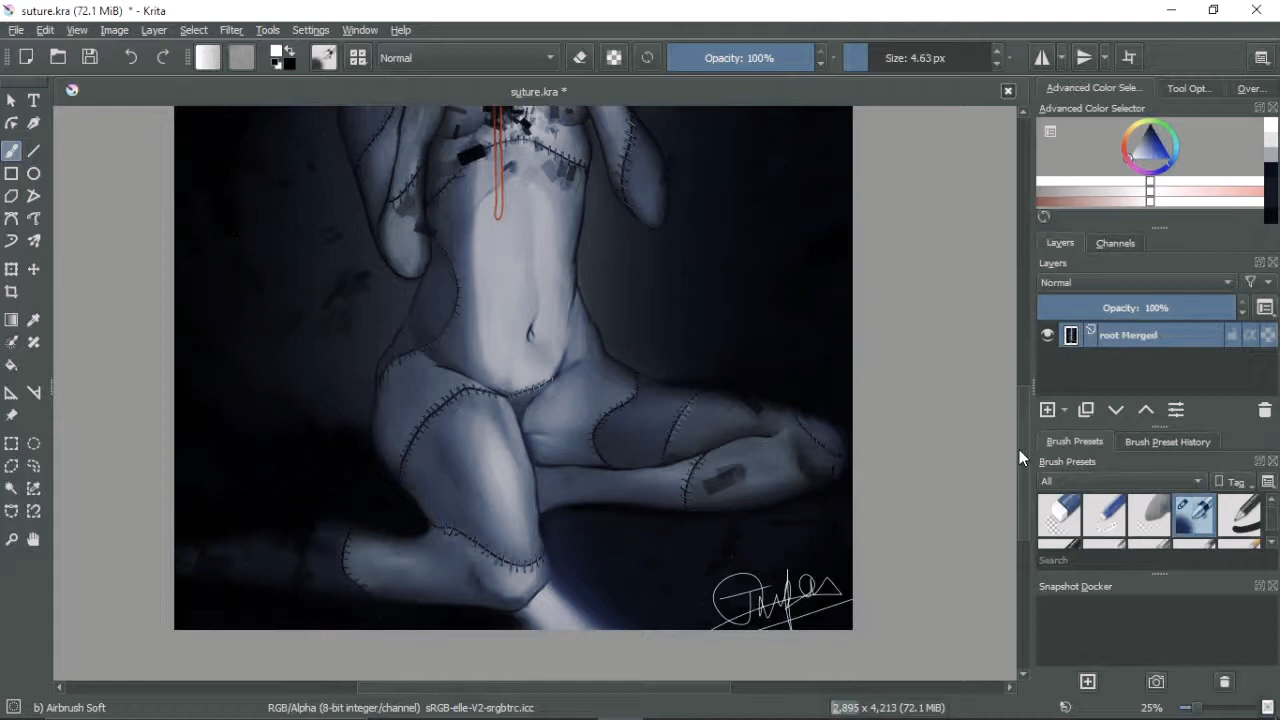 suture.kra (72.1 MiB) * - Krita
File Edit View Image Layer Select Filter Tools Settings Window Help
Normal Opacity: 100% Size: 4.63 px
suture.kra *
Advanced Color Sele... Tool Opt... Over...
Advanced Color Selector
Layers Channels
Layers
Normal
Opacity: 100%
root Merged
Brush Presets Brush Preset History
Brush Presets
All Tag
Search
Snapshot Docker
b) Airbrush Soft RGB/Alpha (8-bit integer/channel) sRGB-elle-V2-srgbtrc.icc 2,895 x 4,213 (72.1 MiB) 25%